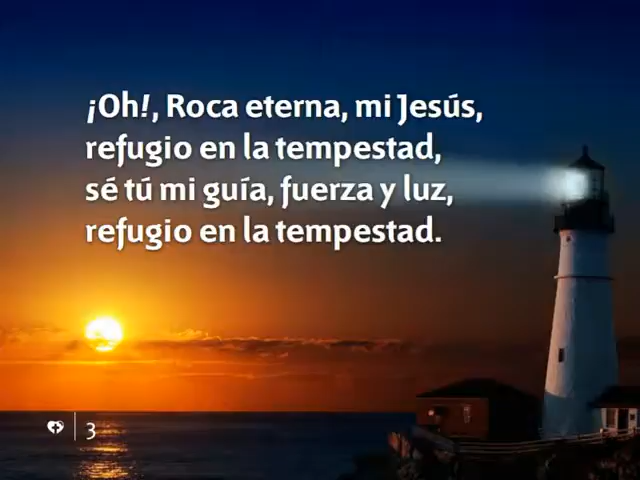 ¡Oh!, Roca eterna, mi Jesús,
refugio en la tempestad,
sé tú mi guía, fuerza y luz,
refugio en la tempestad.
3